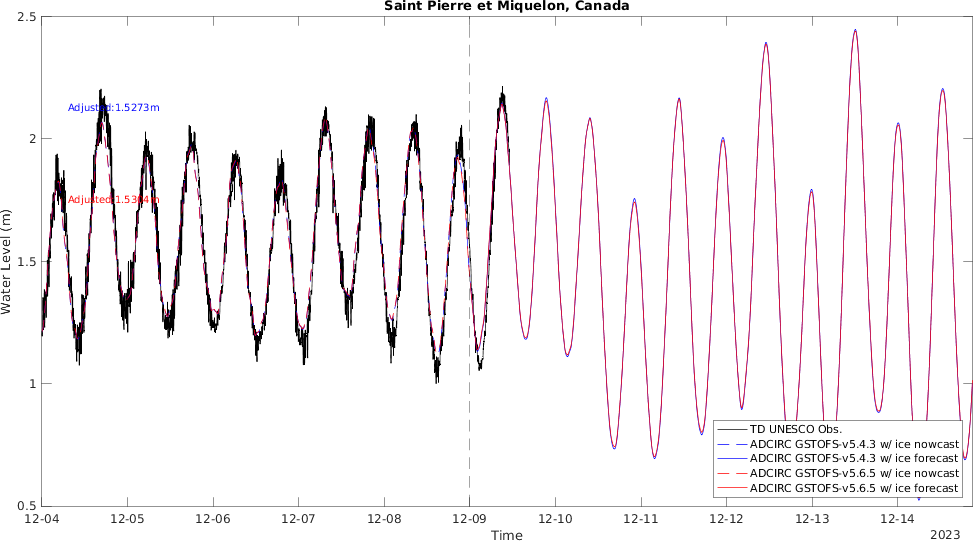 Saint Pierre et Miquelon, Canada
2.5
2
1.5
1
0.5
Water Level (m)
Adjusted:1.5273m
Adjusted:1.5304m
TD UNESCO Obs.
ADCIRC GSTOFS-v5.4.3 w/ ice nowcast
ADCIRC GSTOFS-v5.4.3 w/ ice forecast
ADCIRC GSTOFS-v5.6.5 w/ ice nowcast
ADCIRC GSTOFS-v5.6.5 w/ ice forecast
12-04 12-05 12-06 12-07 12-08 12-09 12-10 12-11 12-12 12-13 12-14
Time
2023